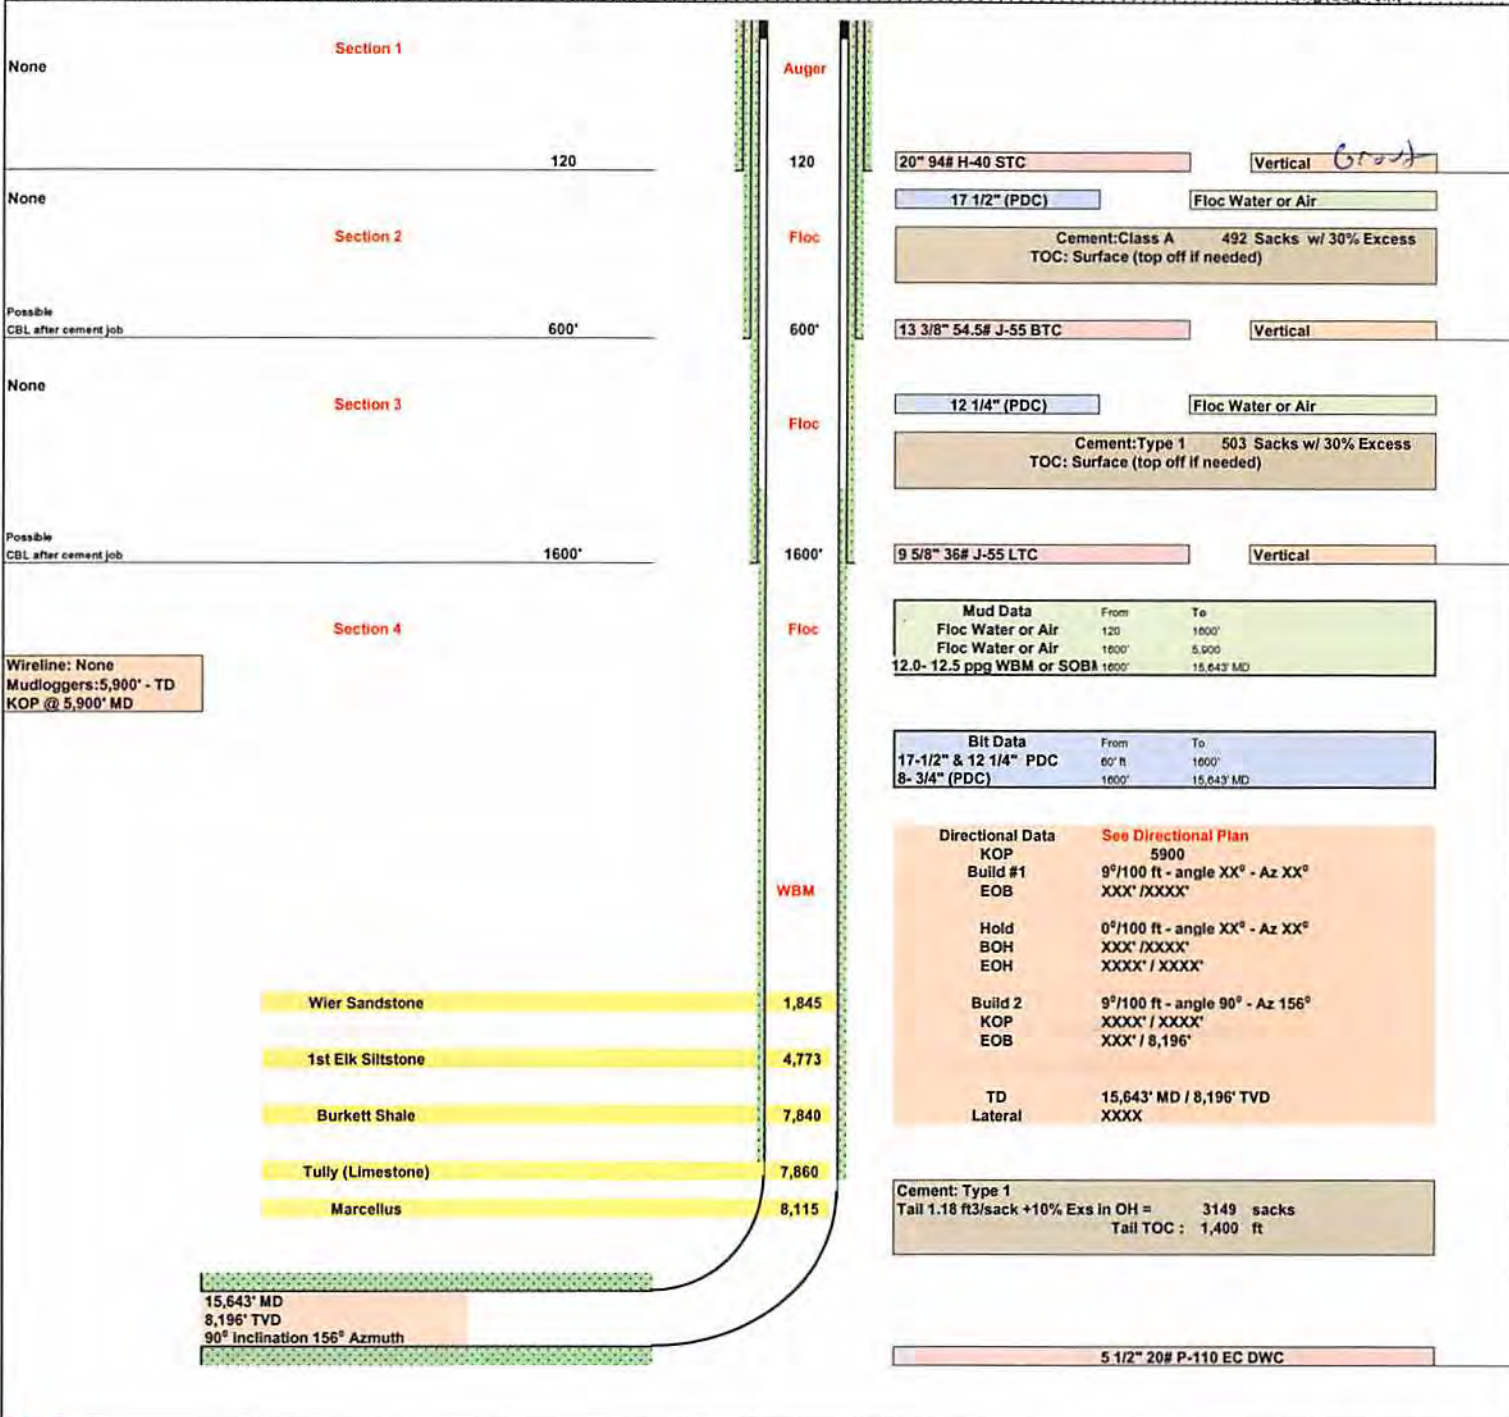 Section 1
None
Auger
120
120
20" 94# H-40 STC
Vertical Grout
None
17 1/2" (PDC)
Floc Water or Air
Section 2
Floc
Cement:Class A 492 Sacks w/ 30% Excess
TOC: Surface (top off if needed)
Possible
CBL after cement job
600'
600'
13 3/8" 54.5# J-55 BTC
Vertical
None
Section 3
Floc
12 1/4" (PDC)
Floc Water or Air
Cement:Type 1 503 Sacks w/ 30% Excess
TOC: Surface (top off if needed)
Possible
CBL after cement job
1600'
1600'
9 5/8" 36# J-55 LTC
Vertical
Section 4
Floc
Mud Data From To
Floc Water or Air 120 1600'
Floc Water or Air 1600' 5,900
12.0- 12.5 ppg WBM or SOBM 1600' 15,643' MD
Wireline: None
Mudloggers:5,900' - TD
KOP @ 5,900' MD
Bit Data From To
17-1/2" & 12 1/4" PDC 60' ft 1600'
8- 3/4" (PDC) 1600' 15,643' MD
Directional Data See Directional Plan
KOP 5900
Build #1 9⁰/100 ft - angle XX⁰ - Az XX⁰
EOB XXX' /XXXX'
WBM
Hold 0⁰/100 ft - angle XX⁰ - Az XX⁰
BOH XXX' /XXXX'
EOH XXXX' / XXXX'
Wier Sandstone 1,845
Build 2 9⁰/100 ft - angle 90⁰ - Az 156⁰
KOP XXXX' / XXXX'
EOB XXX' / 8,196'
1st Elk Siltstone 4,773
TD 15,643' MD / 8,196' TVD
Lateral XXXX
Burkett Shale 7,840
Tully (Limestone) 7,860
Marcellus 8,115
Cement: Type 1
Tail 1.18 ft3/sack +10% Exs in OH = 3149 sacks
Tail TOC : 1,400 ft
15,643' MD
8,196' TVD
90⁰ Inclination 156⁰ Azmuth
5 1/2" 20# P-110 EC DWC